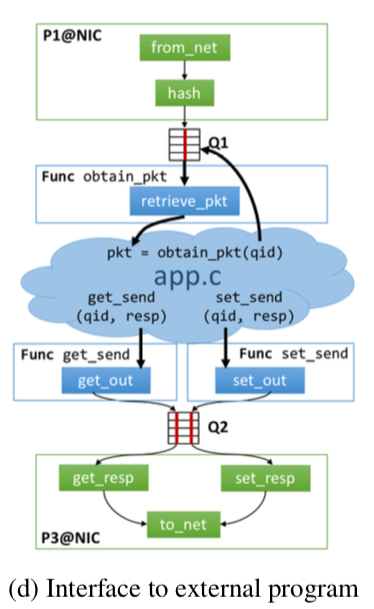 P1@NIC
from_net
hash
Q1
Func obtain_pkt
retrieve_pkt
pkt = obtain_pkt(qid)
app.c
get_send set_send
(qid, resp) (qid, resp)
Func get_send Func set_send
get_out set_out
Q2
get_resp set_resp
to_net
P3@NIC
(d) Interface to external program